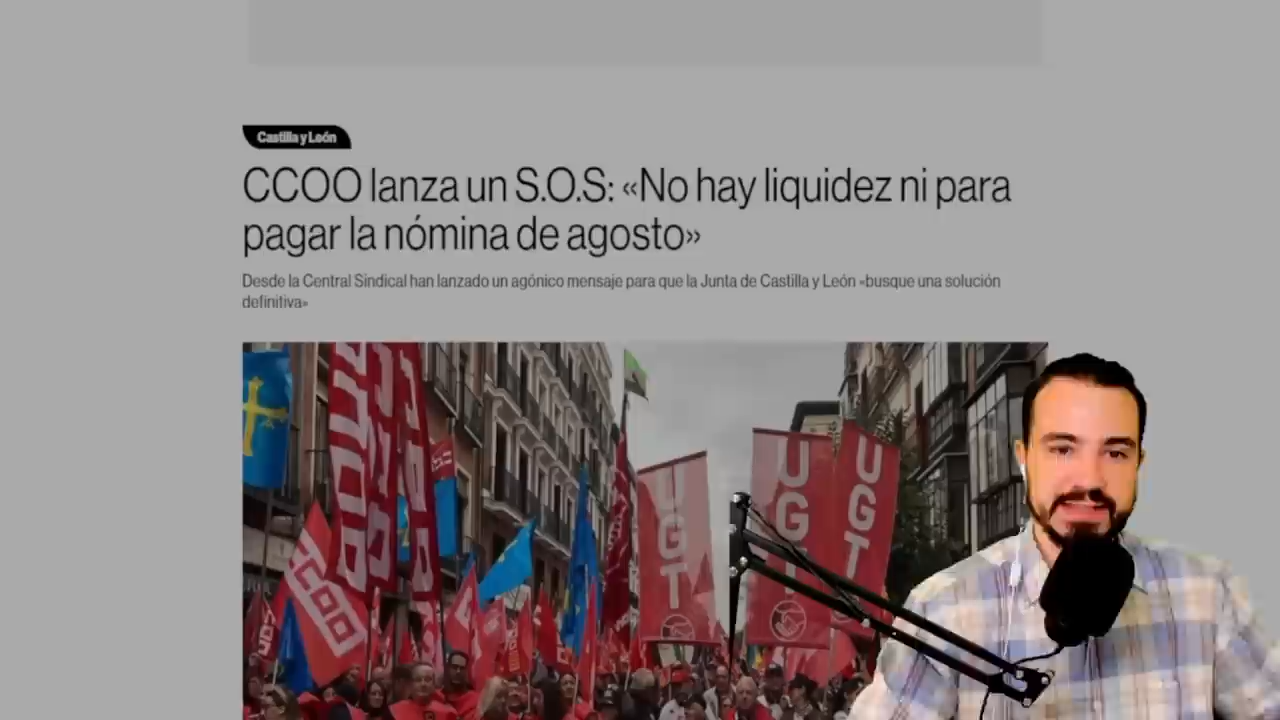 Castilla y León
CCOO lanza un S.O.S: «No hay liquidez ni para
pagar la nómina de agosto»
Desde la Central Sindical han lanzado un agónico mensaje para que la Junta de Castilla y León «busque una solución
definitiva»
CCOO
UGT
UGT
UGT
CCOO